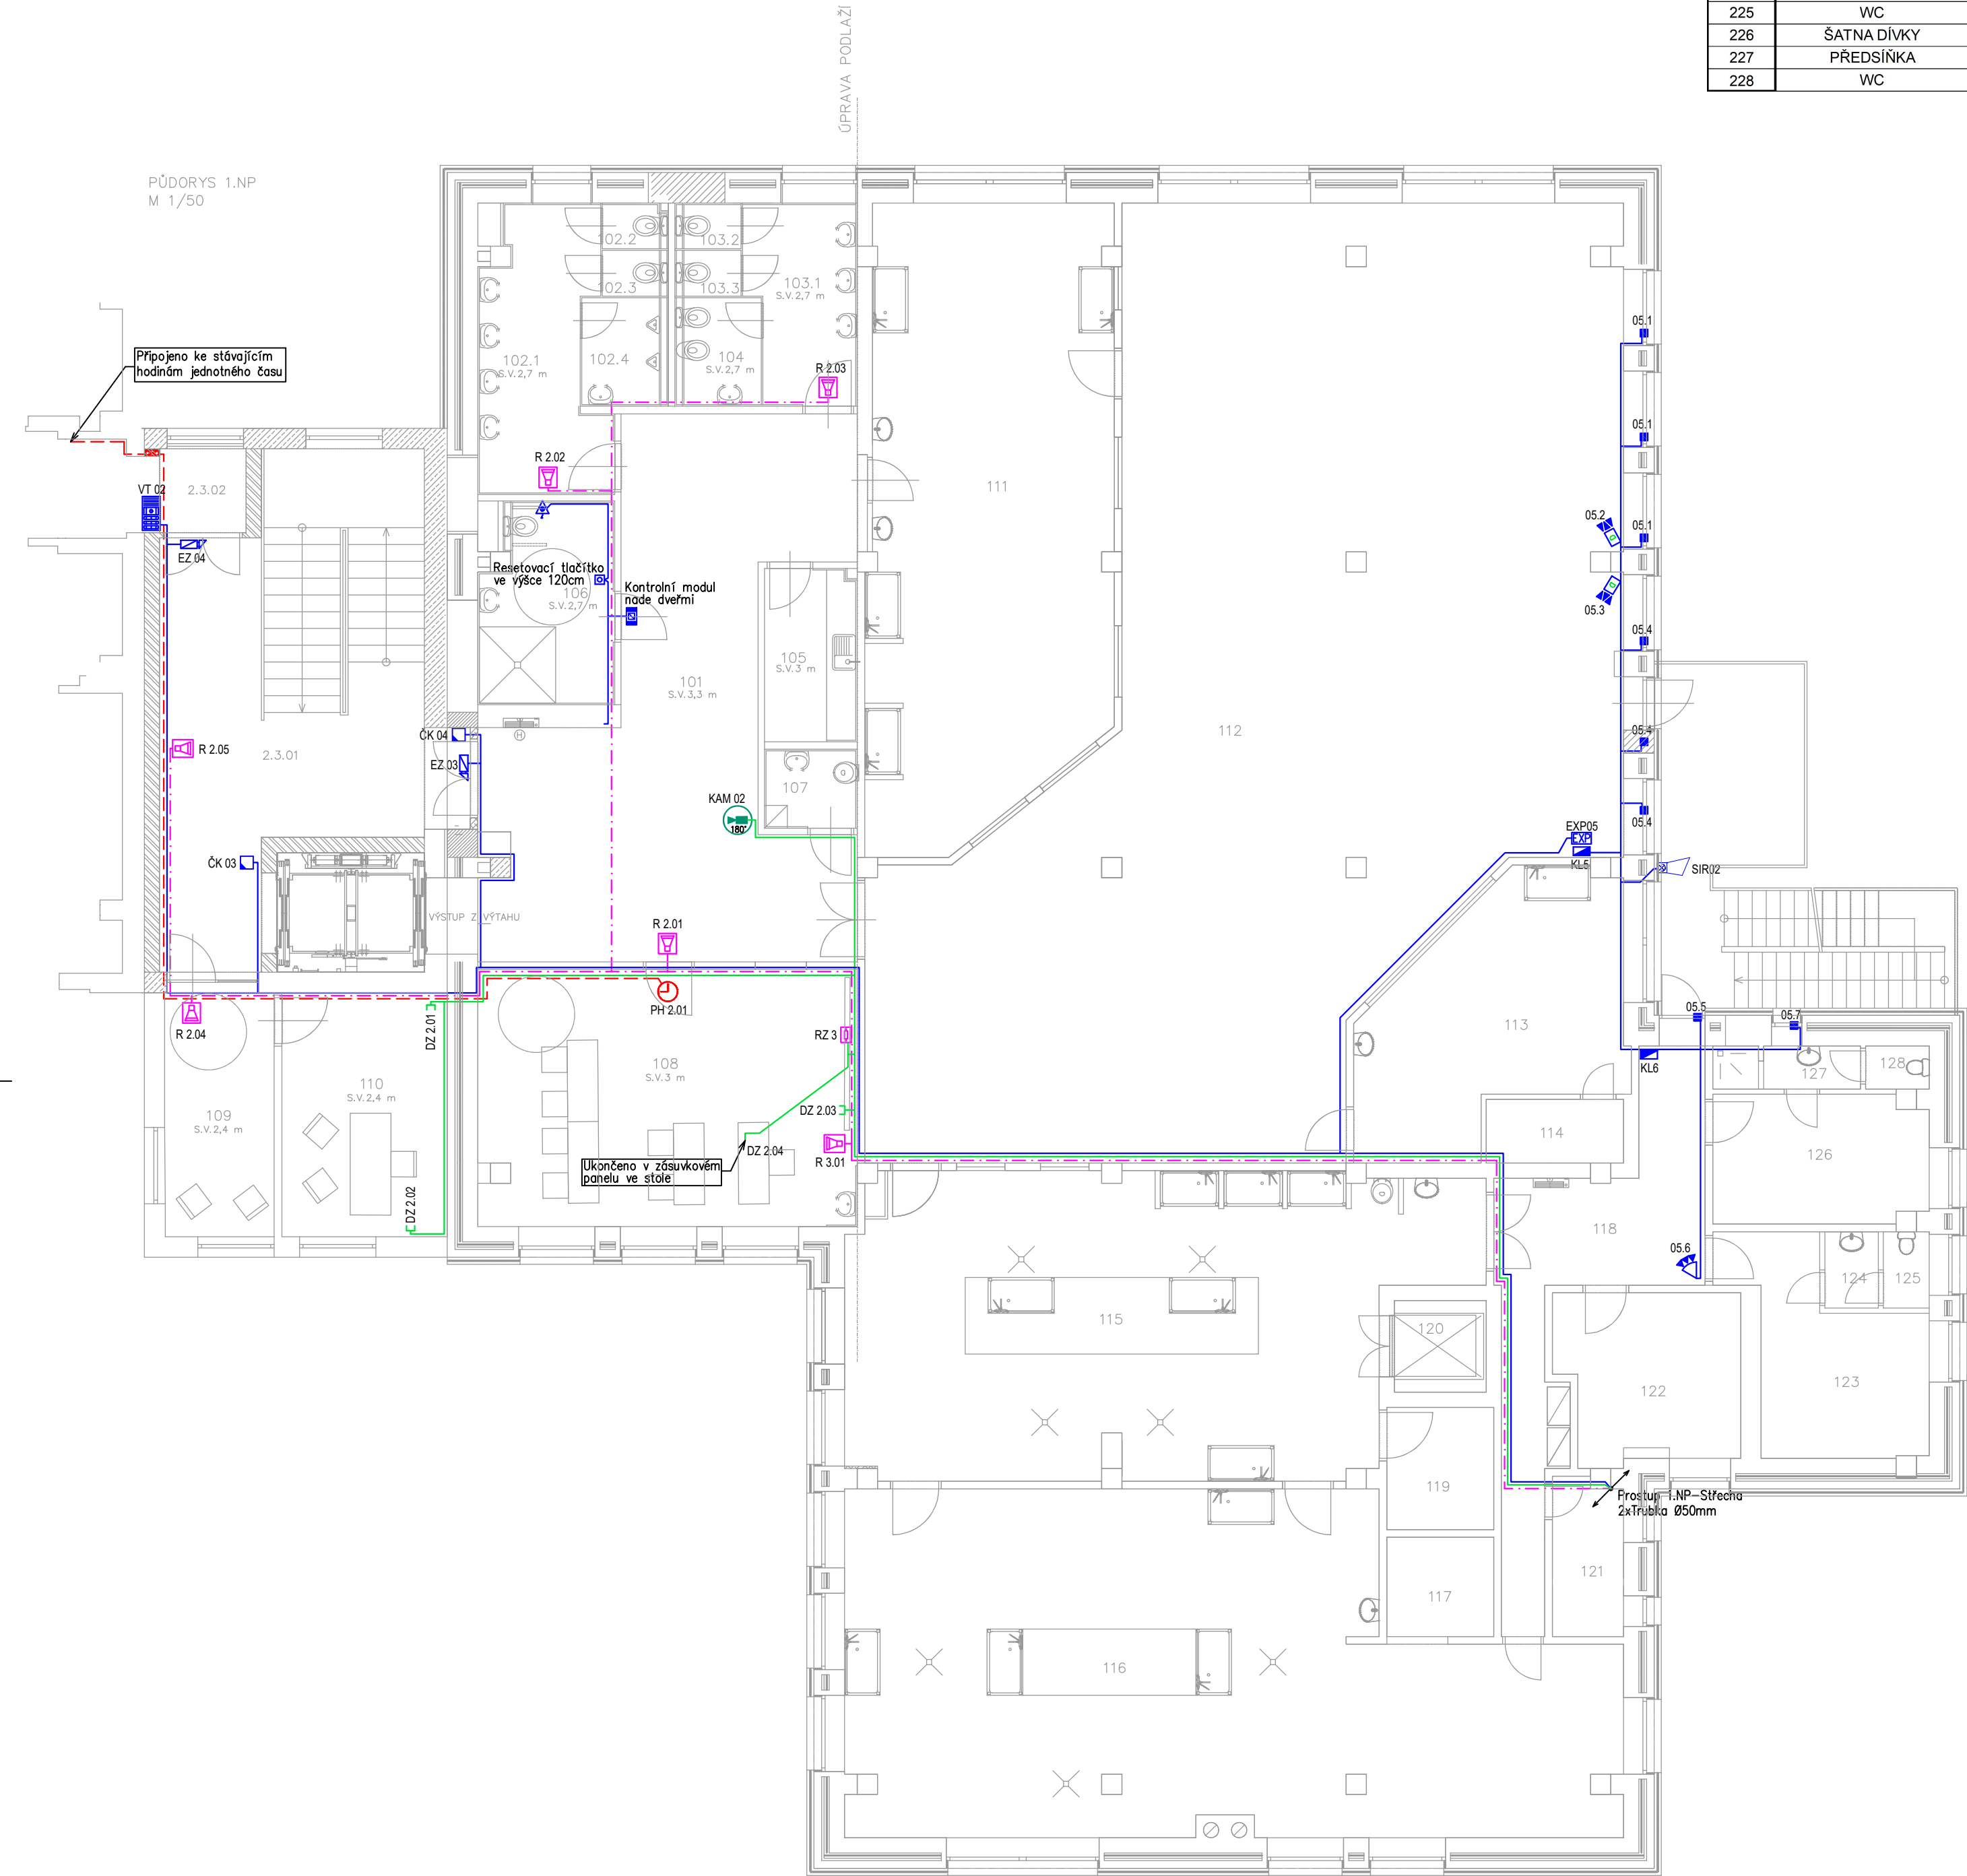 225 WC
226 ŠATNA DÍVKY
227 PŘEDSÍŇKA
228 WC
ÚPRAVA PODLAŽÍ
PŮDORYS 1.NP
M 1/50
102.2
103.2
102.3
103.3
103.1
S.V.2,7 m
102.1
S.V.2,7 m
102.4
104
S.V.2,7 m
R 2.03
Připojeno ke stávajícím
hodinám jednotného času
R 2.02
VT 02
2.3.02
EZ 04
111
05.1
05.1
05.2
05.1
05.3
05.4
05.4
05.4
Resetovací tlačítko
ve výšce 120cm
106
S.V.2,7 m
Kontrolní modul
nade dveřmi
105
S.V.3 m
101
S.V.3,3 m
112
H
ČK 04
EZ 03
R 2.05
2.3.01
107
KAM 02
180°
EXP05
EXP
KL5
SIR02
ČK 03
VÝSTUP Z VÝTAHU
R 2.01
PH 2.01
R 2.04
DZ 2.01
RZ 3
113
05.5
05.7
KL6
108
S.V.3 m
127
128
110
S.V.2,4 m
109
S.V.2,4 m
DZ 2.03
114
126
DZ 2.04
R 3.01
Ukončeno v zásuvkovém
panelu ve stole
DZ 2.02
118
05.6
124
125
115
120
122
123
119
Prostup 1.NP-Střecha
2xTrubka Ø50mm
121
117
116